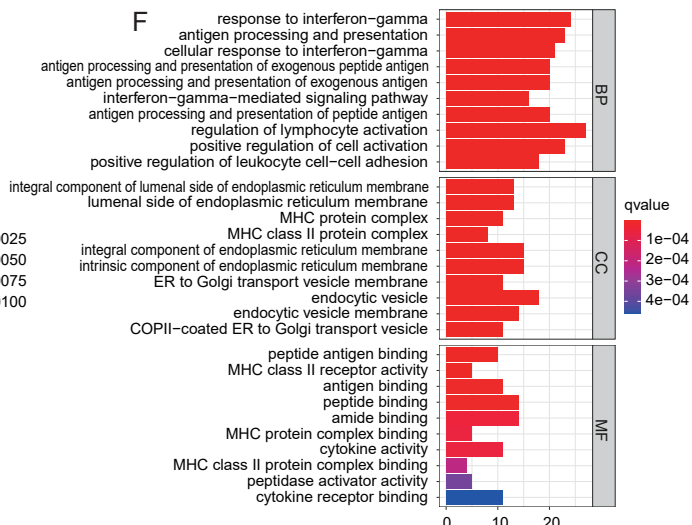 F
response to interferon−gamma
antigen processing and presentation
cellular response to interferon−gamma
antigen processing and presentation of exogenous peptide antigen
antigen processing and presentation of exogenous antigen
interferon−gamma−mediated signaling pathway
antigen processing and presentation of peptide antigen
regulation of lymphocyte activation
positive regulation of cell activation
positive regulation of leukocyte cell−cell adhesion
BP
integral component of lumenal side of endoplasmic reticulum membrane
lumenal side of endoplasmic reticulum membrane
MHC protein complex
MHC class II protein complex
integral component of endoplasmic reticulum membrane
intrinsic component of endoplasmic reticulum membrane
ER to Golgi transport vesicle membrane
endocytic vesicle
endocytic vesicle membrane
COPII−coated ER to Golgi transport vesicle
CC
025
050
075
100
qvalue
1e−04
2e−04
3e−04
4e−04
peptide antigen binding
MHC class II receptor activity
antigen binding
peptide binding
amide binding
MHC protein complex binding
cytokine activity
MHC class II protein complex binding
peptidase activator activity
cytokine receptor binding
MF
0 10 20